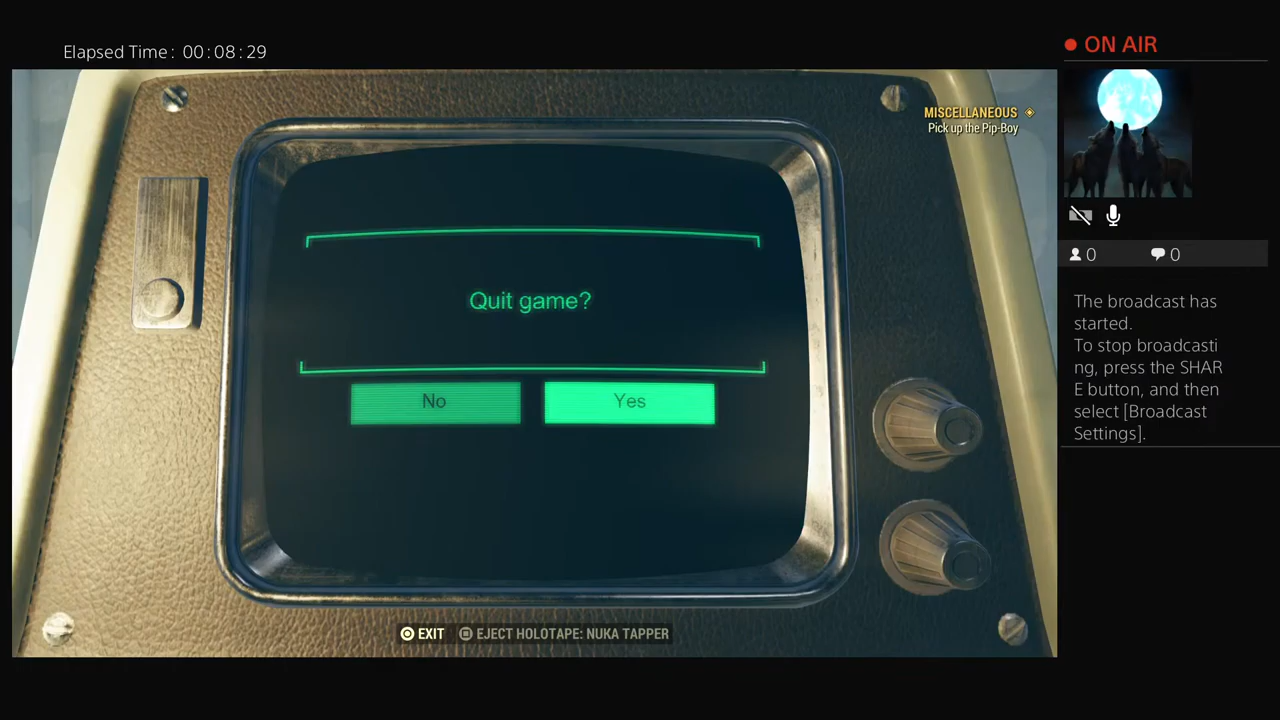 Elapsed Time: 00:08:29
ON AIR
MISCELLANEOUS
Pick up the Pip-Boy
0 0
Quit game?
No Yes
The broadcast has
started.
To stop broadcasti
ng, press the SHAR
E button, and then
select [Broadcast
Settings].
EXIT EJECT HOLOTAPE: NUKA TAPPER